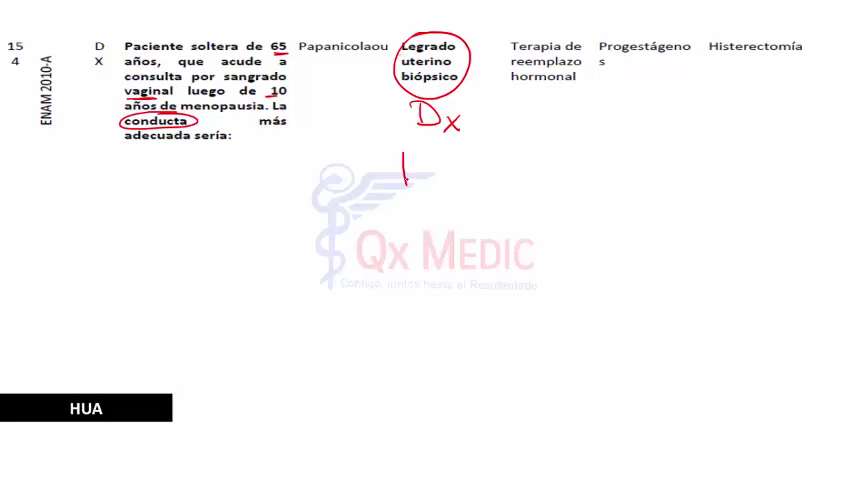 15
4
ENAM 2010-A
D
X
Paciente soltera de 65
años, que acude a
consulta por sangrado
vaginal luego de 10
años de menopausia. La
conducta más
adecuada sería:
Papanicolaou
Legrado
uterino
biópsico
Terapia de
reemplazo
hormonal
Progestágeno
s
Histerectomía
Dx
QX MEDIC
Contigo juntos hasta el Residentado
HUA